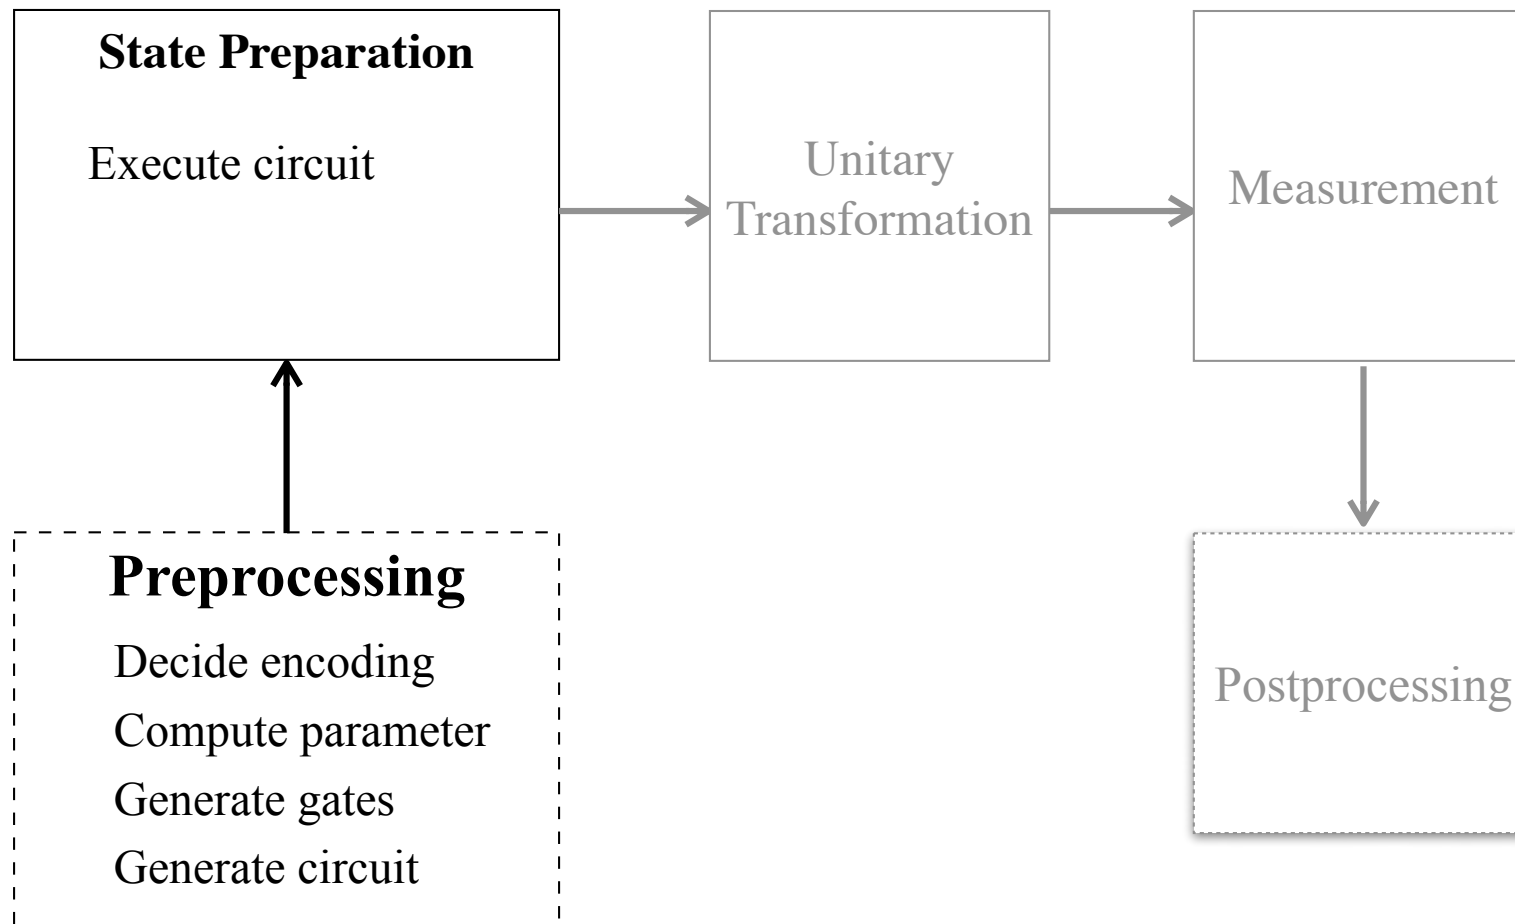 State Preparation
Execute circuit
Unitary
Transformation
Measurement
Preprocessing
Decide encoding
Compute parameter
Generate gates
Generate circuit
Postprocessing